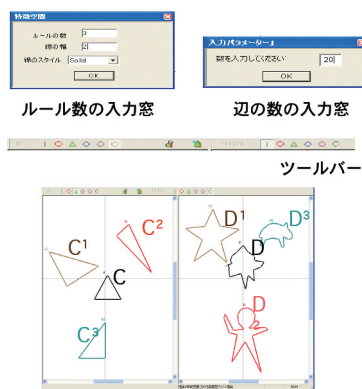 特徴空間
ルールの数 3
線の幅 2
線のスタイル Solid
OK
入力パラメーターJ
数を入力してください: 20
OK
ルール数の入力窓
辺の数の入力窓
ツールバー
C¹
C²
C
C³
D¹
D³
D
D